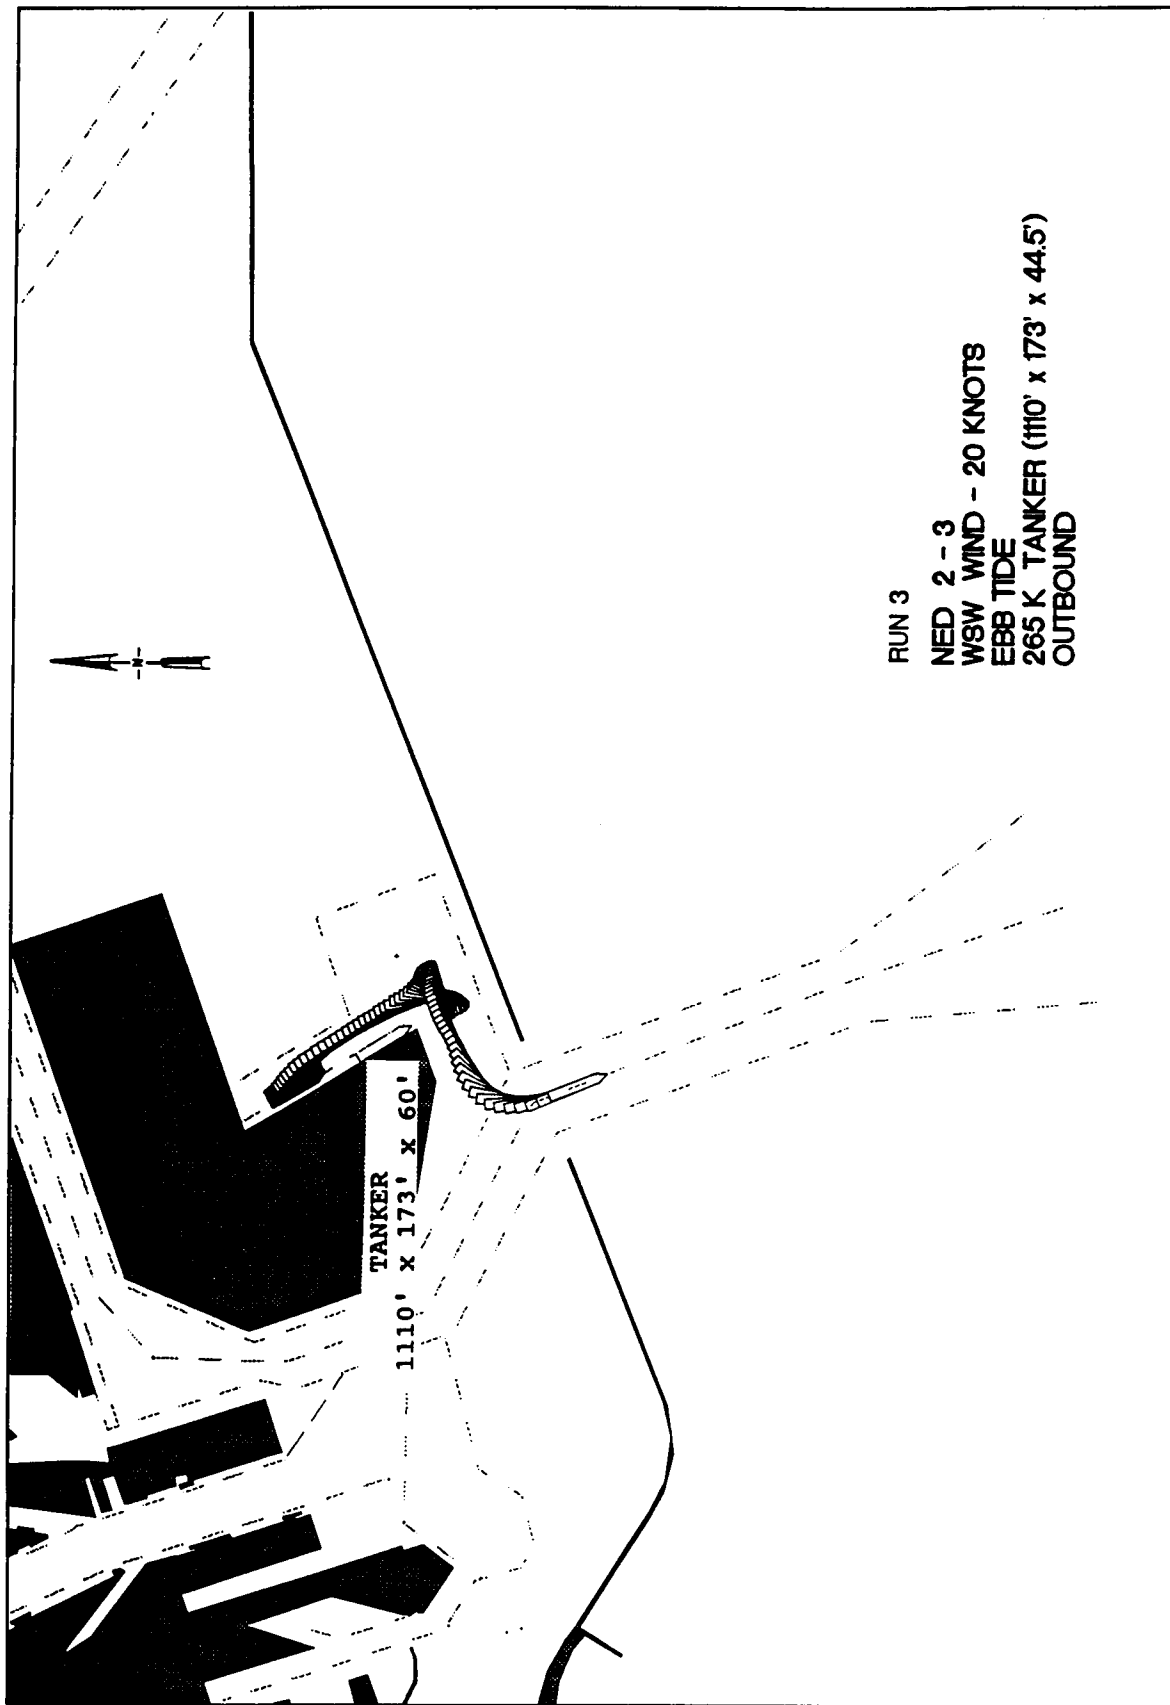 TANKER
1110' x 173' x 60'
RUN 3
NED 2 - 3
WSW WIND - 20 KNOTS
EBB TIDE
265 K TANKER (1110' x 173' x 44.5')
OUTBOUND
N